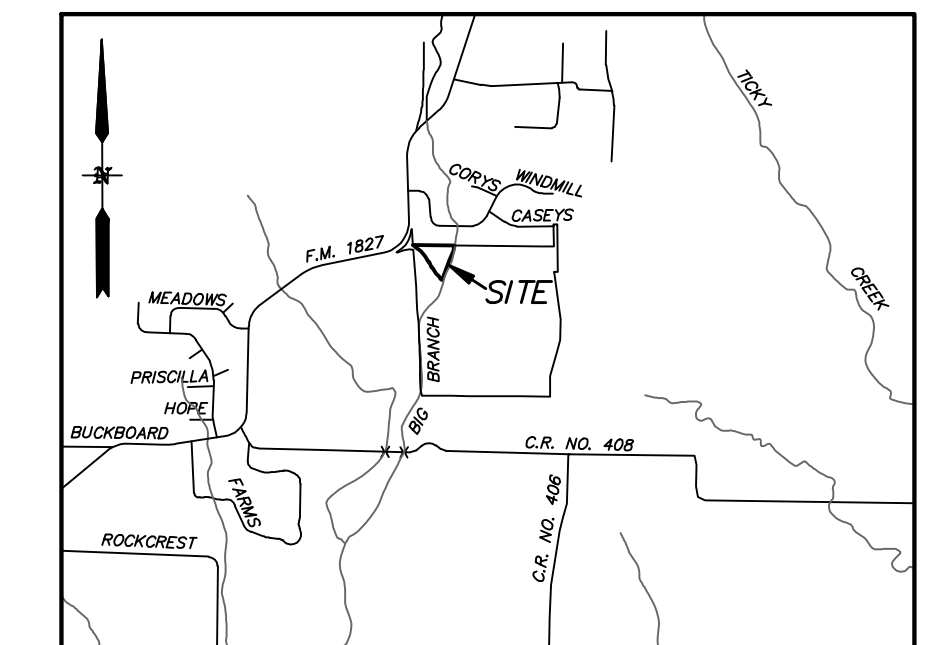 TICKY
CREEK
N
CORYS
WINDMILL
CASEYS
F.M. 1827
SITE
MEADOWS
BRANCH
PRISCILLA
HOPE
BIG
BUCKBOARD
C.R. NO. 408
FARMS
C.R. NO. 406
ROCKCREST